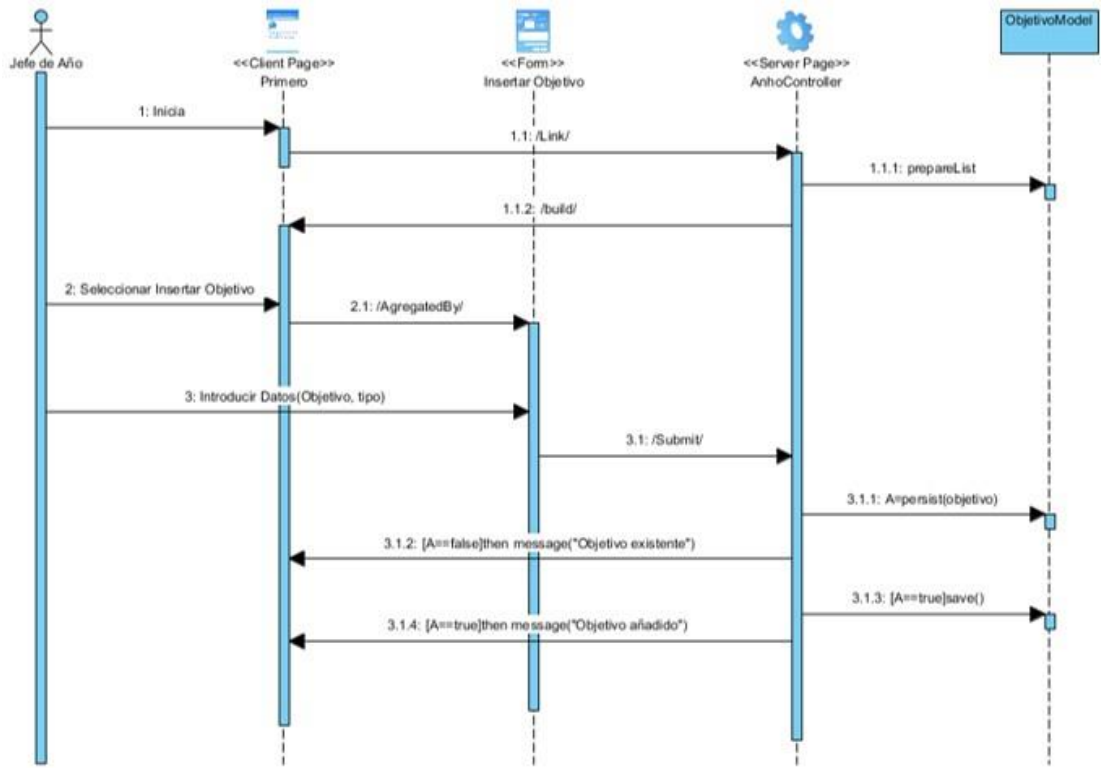 ObjetivoModel
Jefe de Año
<<Client Page>>
Primero
<<Form>>
Insertar Objetivo
<<Server Page>>
AnhoController
1: Inicia
1.1: /Link/
1.1.1: prepareList
1.1.2: /build/
2: Seleccionar Insertar Objetivo
2.1: /AgregatedBy/
3: Introducir Datos(Objetivo, tipo)
3.1: /Submit/
3.1.1: A=persist(objetivo)
3.1.2: [A==false]then message("Objetivo existente")
3.1.3: [A==true]save()
3.1.4: [A==true]then message("Objetivo añadido")